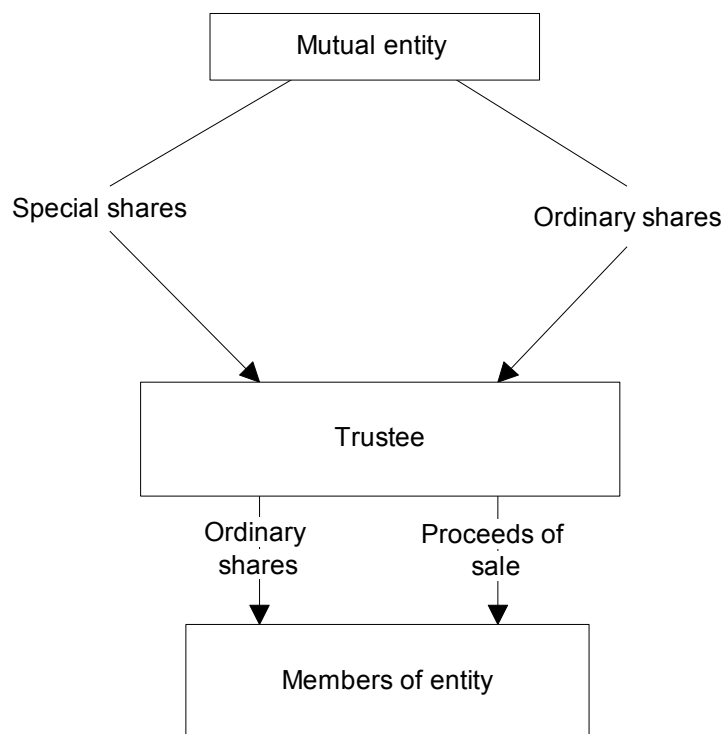 Mutual entity
Special shares
Ordinary shares
Trustee
Ordinary
shares
Proceeds of
sale
Members of entity